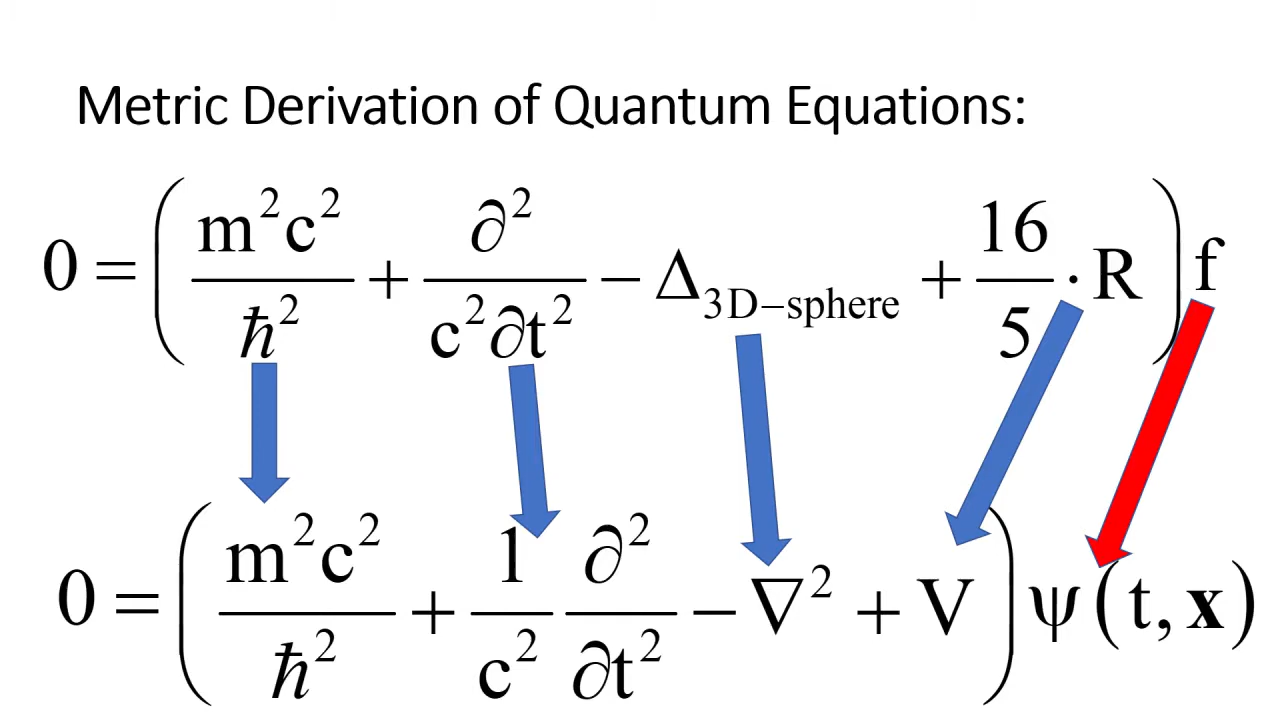 Metric Derivation of Quantum Equations:
0 = ( m²c²/ħ² + ∂²/c²∂t² − Δ₃D−sphere + 16/5 · R ) f
0 = ( m²c²/ħ² + 1/c² ∂²/∂t² − ∇² + V ) ψ(t, x)